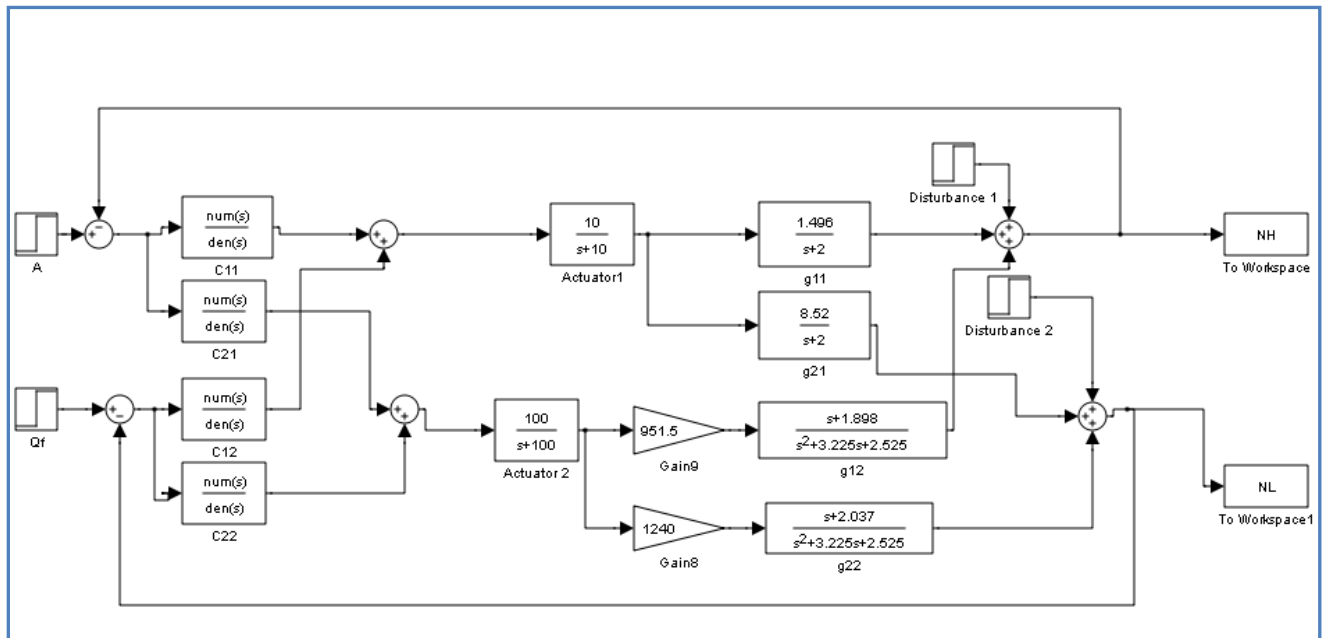 Disturbance 1
A
num(s)
den(s)
C11
10
s+10
Actuator1
1.496
s+2
g11
NH
To Workspace
num(s)
den(s)
C21
8.52
s+2
g21
Disturbance 2
Qf
num(s)
den(s)
C12
100
s+100
Actuator 2
951.5
Gain9
s+1.898
s²+3.225s+2.525
g12
num(s)
den(s)
C22
1240
Gain8
s+2.037
s²+3.225s+2.525
g22
NL
To Workspace1